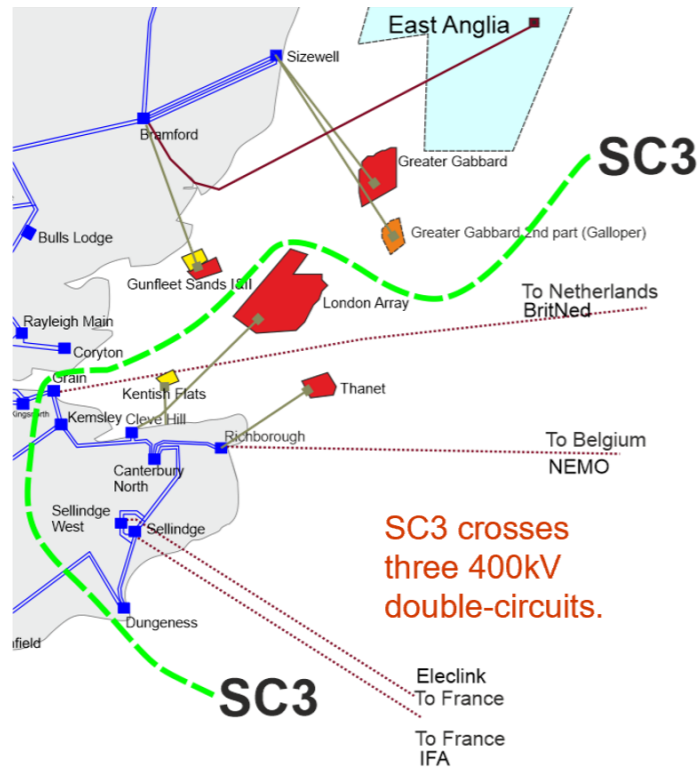 East Anglia
Sizewell
Bramford
SC3
Greater Gabbard
Bulls Lodge
Greater Gabbard 2nd part (Galloper)
Gunfleet Sands I&II
London Array
To Netherlands
BritNed
Rayleigh Main
Coryton
Grain
Kentish Flats
Thanet
Kingsnorth
Kemsley
Cleve Hill
Richborough
To Belgium
NEMO
Canterbury
North
Sellindge
West
Sellindge
SC3 crosses
three 400kV
double-circuits.
Dungeness
nfield
Eleclink
To France
SC3
To France
IFA